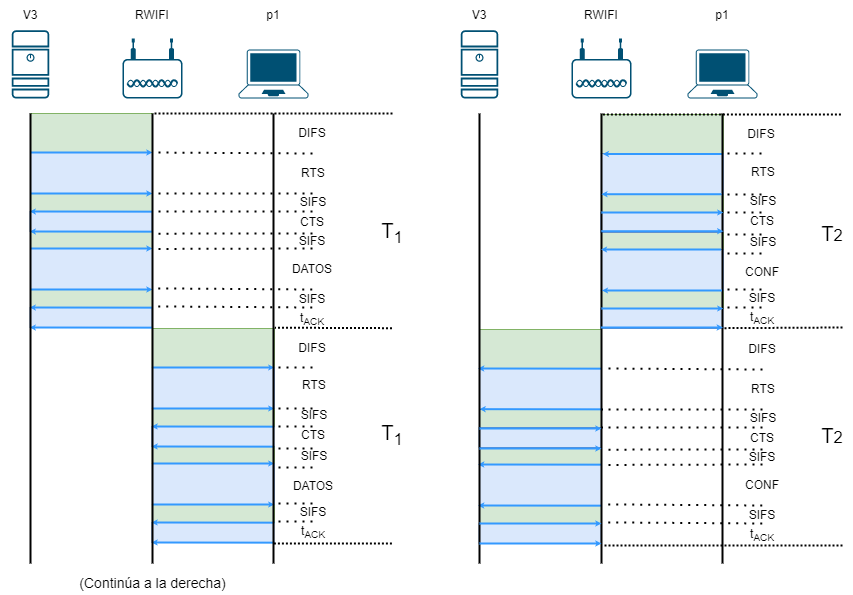 V3 RWIFI p1
DIFS
RTS
SIFS
CTS
SIFS
DATOS
SIFS
tACK
T1
DIFS
RTS
SIFS
CTS
SIFS
DATOS
SIFS
tACK
T1
(Continúa a la derecha)
V3 RWIFI p1
DIFS
RTS
SIFS
CTS
SIFS
CONF
SIFS
tACK
T2
DIFS
RTS
SIFS
CTS
SIFS
CONF
SIFS
tACK
T2